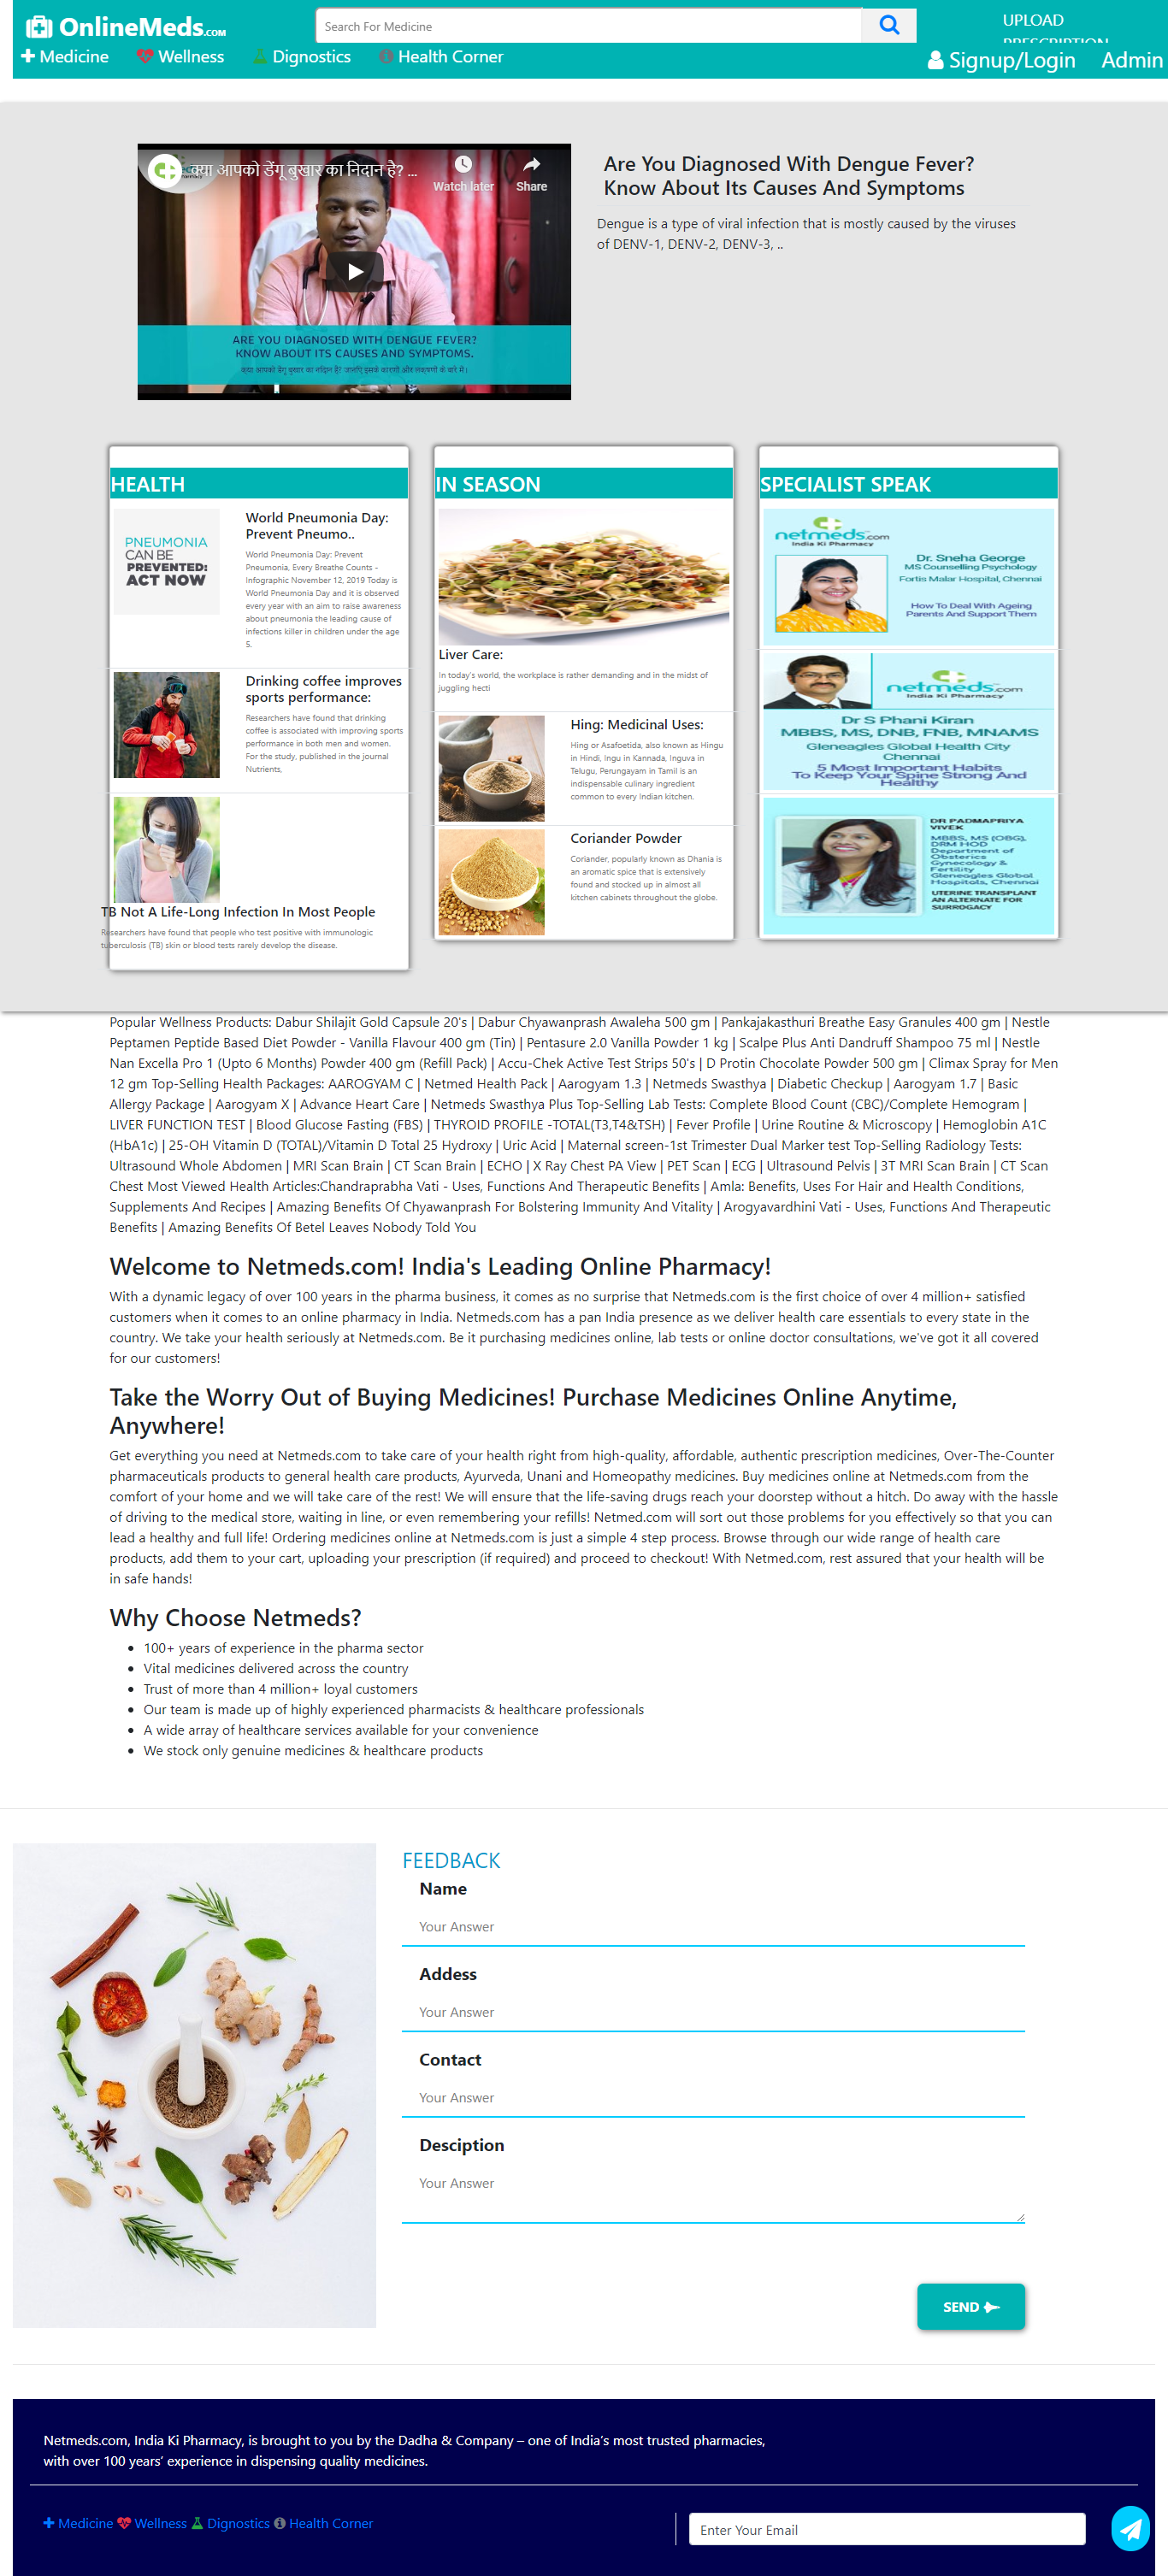 OnlineMeds.COM
Search For Medicine
UPLOAD
PRESCRIPTION
Medicine Wellness Dignostics Health Corner
Signup/Login Admin
क्या आपको डेंगू बुखार का निदान है? ...
Watch later
Share
ARE YOU DIAGNOSED WITH DENGUE FEVER?
KNOW ABOUT ITS CAUSES AND SYMPTOMS.
क्या आपको डेंगू बुखार का निदान है? जानिए इसके कारणों और लक्षणों के बारे में।
Are You Diagnosed With Dengue Fever?
Know About Its Causes And Symptoms
Dengue is a type of viral infection that is mostly caused by the viruses
of DENV-1, DENV-2, DENV-3, ..
HEALTH
PNEUMONIA
CAN BE
PREVENTED:
ACT NOW
World Pneumonia Day:
Prevent Pneumo..
World Pneumonia Day: Prevent
Pneumonia, Every Breathe Counts -
Infographic November 12, 2019 Today is
World Pneumonia Day and it is observed
every year with an aim to raise awareness
about pneumonia the leading cause of
infections killer in children under the age
5.
Drinking coffee improves
sports performance:
Researchers have found that drinking
coffee is associated with improving sports
performance in both men and women.
For the study, published in the journal
Nutrients,
TB Not A Life-Long Infection In Most People
Researchers have found that people who test positive with immunologic
tuberculosis (TB) skin or blood tests rarely develop the disease.
IN SEASON
Liver Care:
In today's world, the workplace is rather demanding and in the midst of
juggling hecti
Hing: Medicinal Uses:
Hing or Asafoetida, also known as Hingu
in Hindi, Ingu in Kannada, Inguva in
Telugu, Perungayam in Tamil is an
indispensable culinary ingredient
common to every Indian kitchen.
Coriander Powder
Coriander, popularly known as Dhania is
an aromatic spice that is extensively
found and stocked up in almost all
kitchen cabinets throughout the globe.
SPECIALIST SPEAK
netmeds.com
India Ki Pharmacy
Dr. Sneha George
MS Counselling Psychology
Fortis Malar Hospital, Chennai
How To Deal With Ageing
Parents And Support Them
netmeds.com
India Ki Pharmacy
Dr S Phani Kiran
MBBS, MS, DNB, FNB, MNAMS
Gleneagles Global Health City
Chennai
5 Most Important Habits
To Keep Your Spine Strong And
Healthy
DR PADMAPRIYA
VIVEK
MBBS, MS (OBG),
DRM HOD
Department of
Obsterics
Gynecology &
Fertility
Gleneagles Global
Hospitals, Chennai
UTERINE TRANSPLANT
AN ALTERNATE FOR
SURROGACY
Popular Wellness Products: Dabur Shilajit Gold Capsule 20's | Dabur Chyawanprash Awaleha 500 gm | Pankajakasthuri Breathe Easy Granules 400 gm | Nestle
Peptamen Peptide Based Diet Powder - Vanilla Flavour 400 gm (Tin) | Pentasure 2.0 Vanilla Powder 1 kg | Scalpe Plus Anti Dandruff Shampoo 75 ml | Nestle
Nan Excella Pro 1 (Upto 6 Months) Powder 400 gm (Refill Pack) | Accu-Chek Active Test Strips 50's | D Protin Chocolate Powder 500 gm | Climax Spray for Men
12 gm Top-Selling Health Packages: AAROGYAM C | Netmed Health Pack | Aarogyam 1.3 | Netmeds Swasthya | Diabetic Checkup | Aarogyam 1.7 | Basic
Allergy Package | Aarogyam X | Advance Heart Care | Netmeds Swasthya Plus Top-Selling Lab Tests: Complete Blood Count (CBC)/Complete Hemogram |
LIVER FUNCTION TEST | Blood Glucose Fasting (FBS) | THYROID PROFILE -TOTAL(T3,T4&TSH) | Fever Profile | Urine Routine & Microscopy | Hemoglobin A1C
(HbA1c) | 25-OH Vitamin D (TOTAL)/Vitamin D Total 25 Hydroxy | Uric Acid | Maternal screen-1st Trimester Dual Marker test Top-Selling Radiology Tests:
Ultrasound Whole Abdomen | MRI Scan Brain | CT Scan Brain | ECHO | X Ray Chest PA View | PET Scan | ECG | Ultrasound Pelvis | 3T MRI Scan Brain | CT Scan
Chest Most Viewed Health Articles:Chandraprabha Vati - Uses, Functions And Therapeutic Benefits | Amla: Benefits, Uses For Hair and Health Conditions,
Supplements And Recipes | Amazing Benefits Of Chyawanprash For Bolstering Immunity And Vitality | Arogyavardhini Vati - Uses, Functions And Therapeutic
Benefits | Amazing Benefits Of Betel Leaves Nobody Told You
Welcome to Netmeds.com! India's Leading Online Pharmacy!
With a dynamic legacy of over 100 years in the pharma business, it comes as no surprise that Netmeds.com is the first choice of over 4 million+ satisfied
customers when it comes to an online pharmacy in India. Netmeds.com has a pan India presence as we deliver health care essentials to every state in the
country. We take your health seriously at Netmeds.com. Be it purchasing medicines online, lab tests or online doctor consultations, we've got it all covered
for our customers!
Take the Worry Out of Buying Medicines! Purchase Medicines Online Anytime,
Anywhere!
Get everything you need at Netmeds.com to take care of your health right from high-quality, affordable, authentic prescription medicines, Over-The-Counter
pharmaceuticals products to general health care products, Ayurveda, Unani and Homeopathy medicines. Buy medicines online at Netmeds.com from the
comfort of your home and we will take care of the rest! We will ensure that the life-saving drugs reach your doorstep without a hitch. Do away with the hassle
of driving to the medical store, waiting in line, or even remembering your refills! Netmed.com will sort out those problems for you effectively so that you can
lead a healthy and full life! Ordering medicines online at Netmeds.com is just a simple 4 step process. Browse through our wide range of health care
products, add them to your cart, uploading your prescription (if required) and proceed to checkout! With Netmed.com, rest assured that your health will be
in safe hands!
Why Choose Netmeds?
• 100+ years of experience in the pharma sector
• Vital medicines delivered across the country
• Trust of more than 4 million+ loyal customers
• Our team is made up of highly experienced pharmacists & healthcare professionals
• A wide array of healthcare services available for your convenience
• We stock only genuine medicines & healthcare products
FEEDBACK
Name
Your Answer
Addess
Your Answer
Contact
Your Answer
Desciption
Your Answer
SEND
Netmeds.com, India Ki Pharmacy, is brought to you by the Dadha & Company – one of India's most trusted pharmacies,
with over 100 years' experience in dispensing quality medicines.
Medicine Wellness Dignostics Health Corner
Enter Your Email